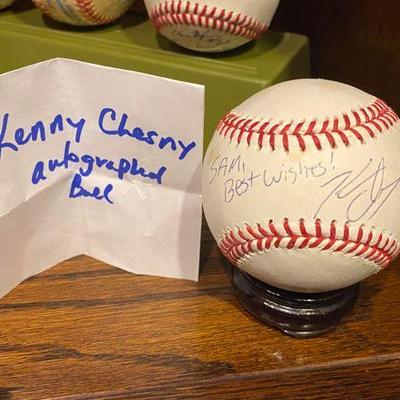 Kenny Chesny
autographed
Ball
SAM,
Best Wishes!